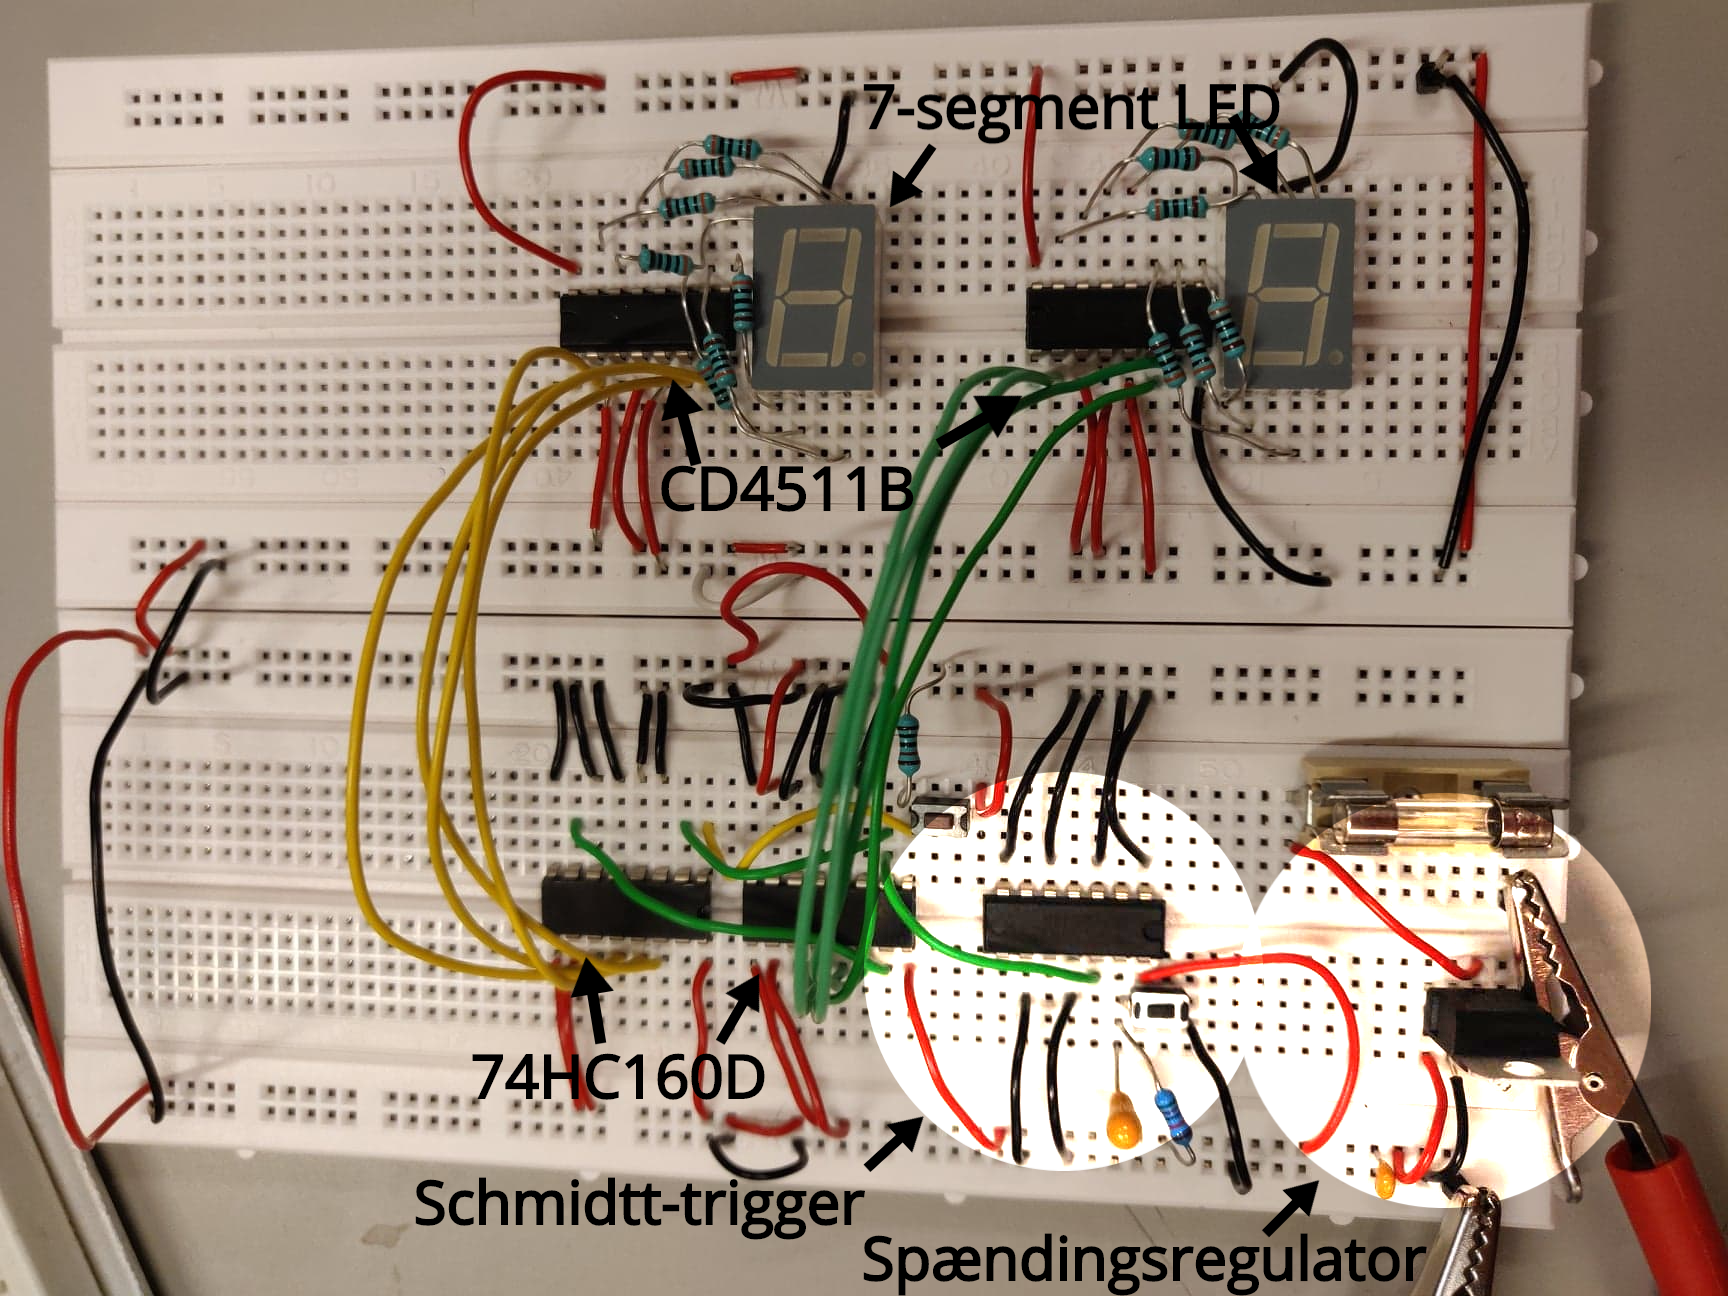 7-segment LED
CD4511B
74HC160D
Schmidtt-trigger
Spændingsregulator